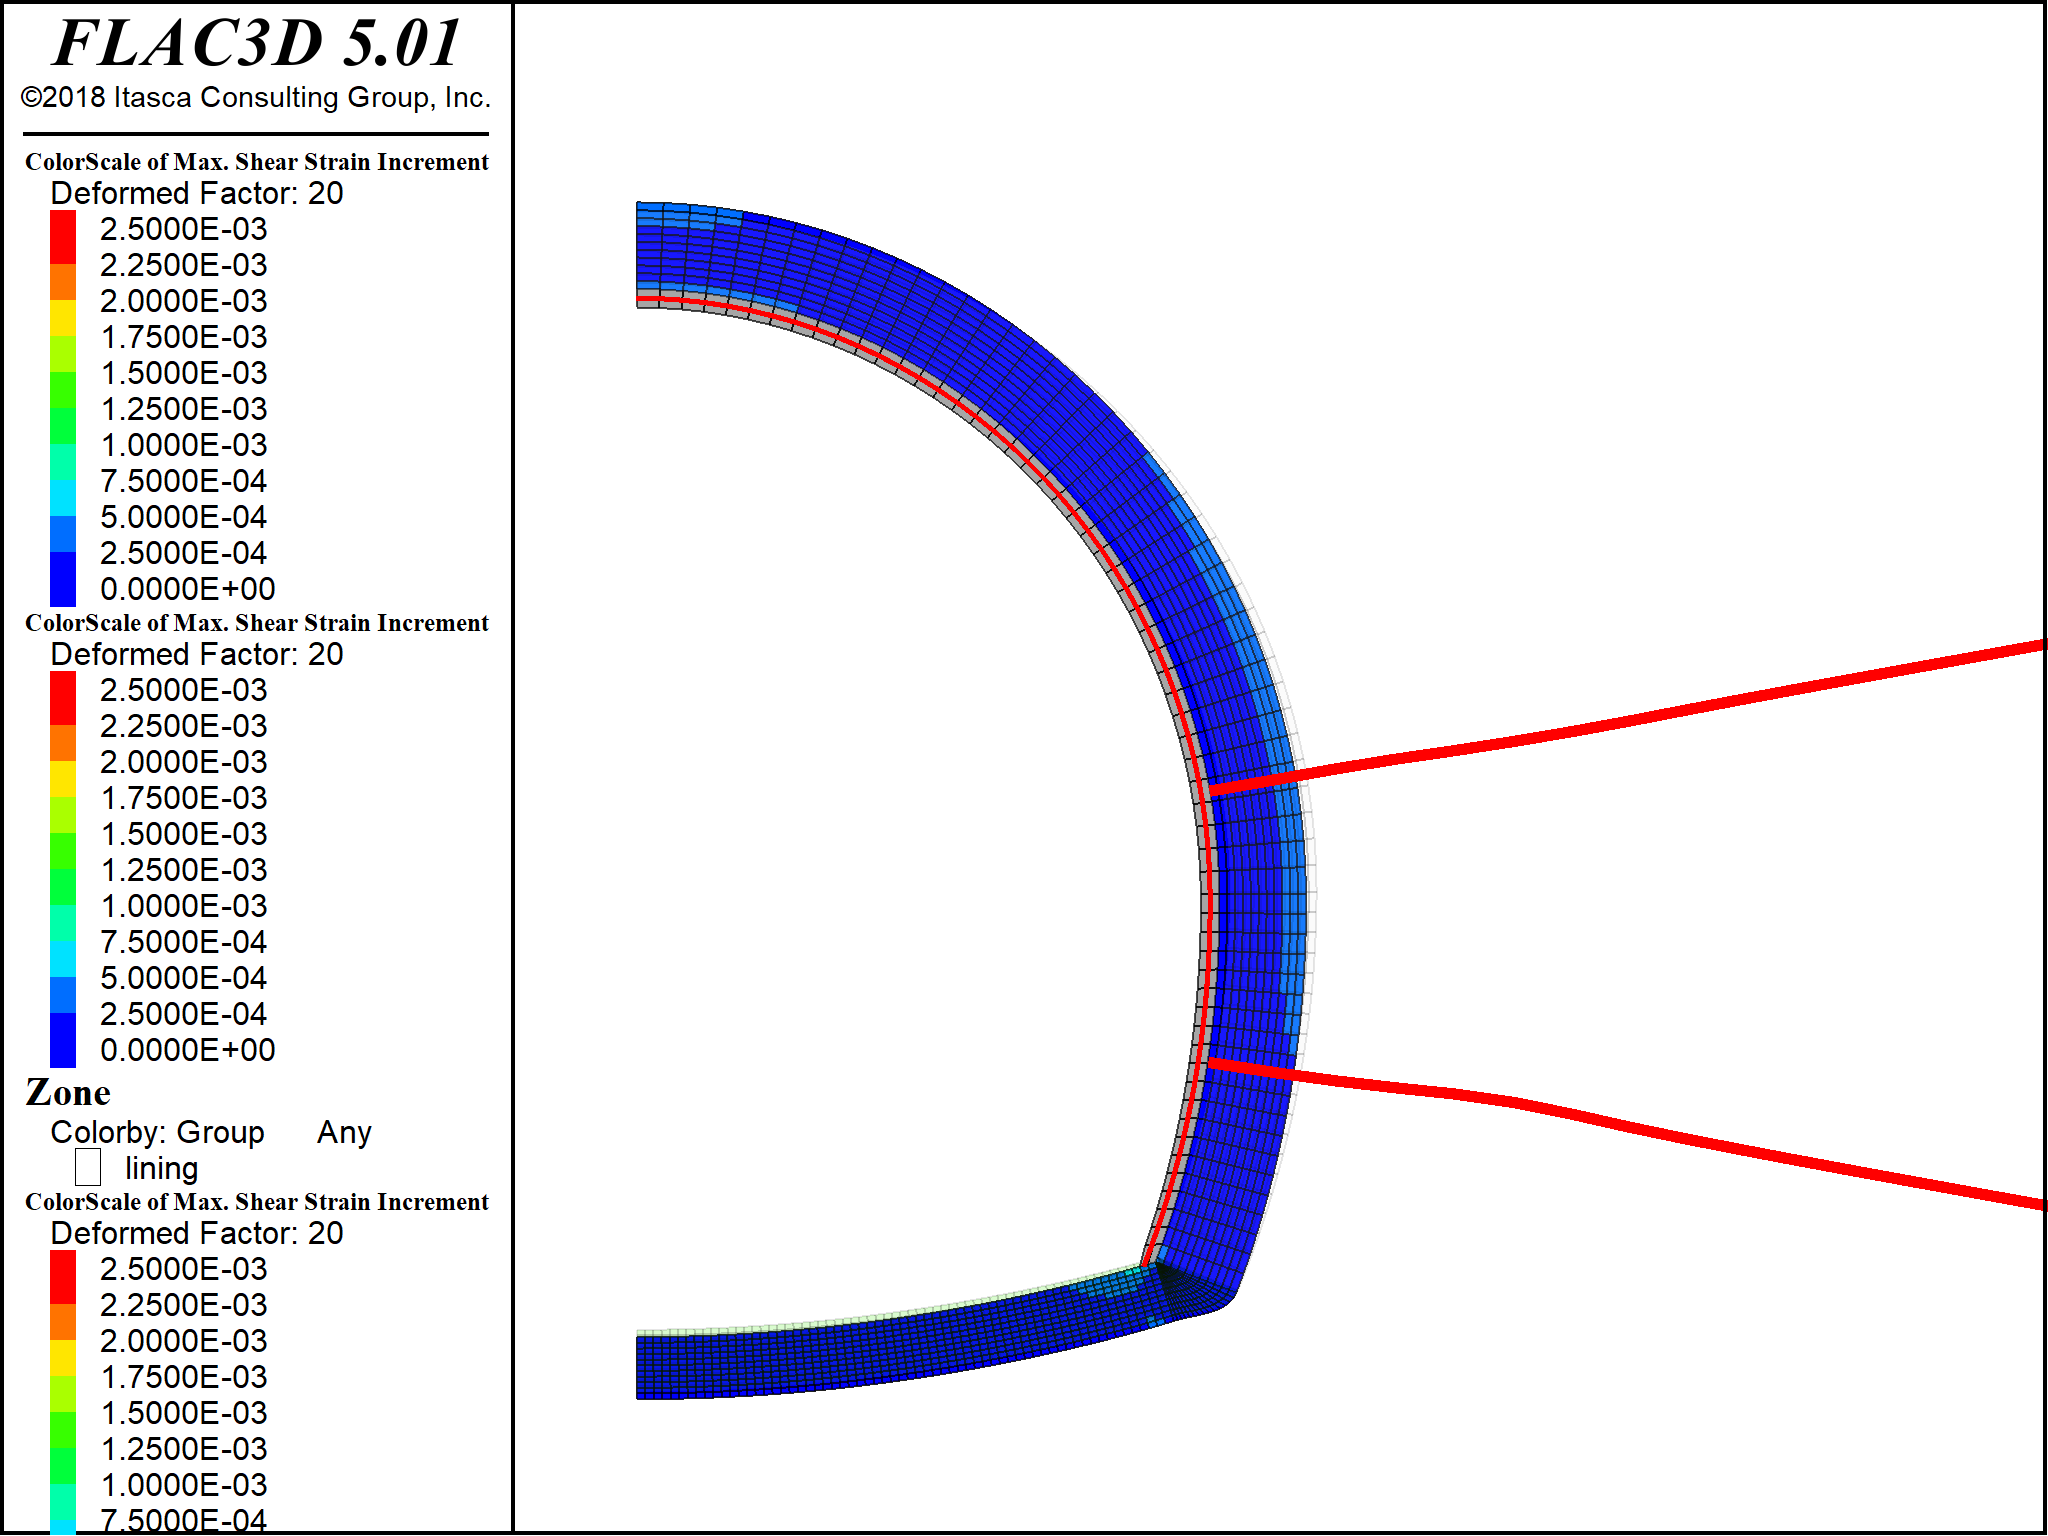 FLAC3D 5.01
©2018 Itasca Consulting Group, Inc.
ColorScale of Max. Shear Strain Increment
Deformed Factor: 20
2.5000E-03
2.2500E-03
2.0000E-03
1.7500E-03
1.5000E-03
1.2500E-03
1.0000E-03
7.5000E-04
5.0000E-04
2.5000E-04
0.0000E+00
ColorScale of Max. Shear Strain Increment
Deformed Factor: 20
2.5000E-03
2.2500E-03
2.0000E-03
1.7500E-03
1.5000E-03
1.2500E-03
1.0000E-03
7.5000E-04
5.0000E-04
2.5000E-04
0.0000E+00
Zone
Colorby: Group Any
lining
ColorScale of Max. Shear Strain Increment
Deformed Factor: 20
2.5000E-03
2.2500E-03
2.0000E-03
1.7500E-03
1.5000E-03
1.2500E-03
1.0000E-03
7.5000E-04